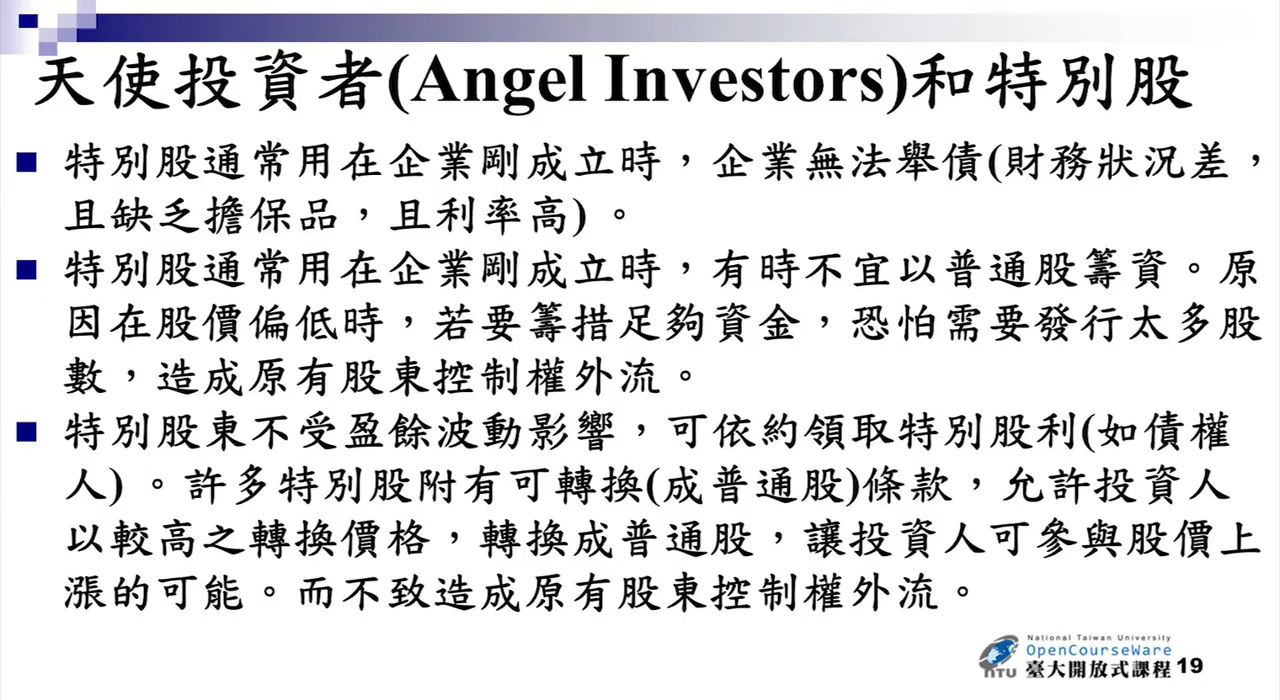 天使投資者(Angel Investors)和特別股
■ 特別股通常用在企業剛成立時，企業無法舉債(財務狀況差，
且缺乏擔保品，且利率高)。
■ 特別股通常用在企業剛成立時，有時不宜以普通股籌資。原
因在股價偏低時，若要籌措足夠資金，恐怕需要發行太多股
數，造成原有股東控制權外流。
■ 特別股東不受盈餘波動影響，可依約領取特別股利(如債權
人)。許多特別股附有可轉換(成普通股)條款，允許投資人
以較高之轉換價格，轉換成普通股，讓投資人可參與股價上
漲的可能。而不致造成原有股東控制權外流。
National Taiwan University
OpenCourseWare
NTU 臺大開放式課程 19